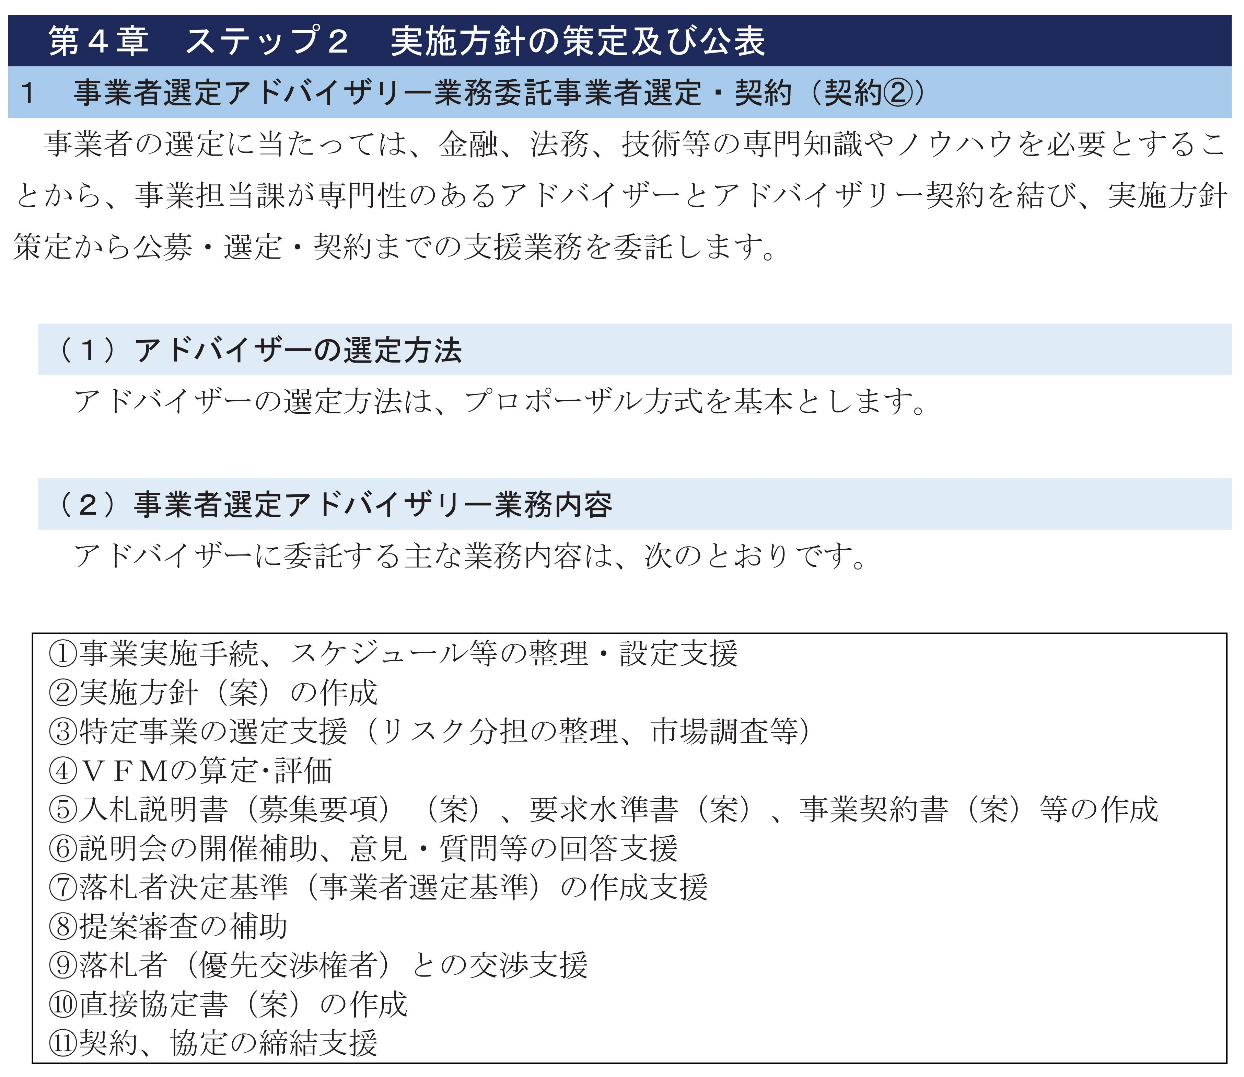 第４章　ステップ２　実施方針の策定及び公表
１　事業者選定アドバイザリー業務委託事業者選定・契約（契約②）
　事業者の選定に当たっては、金融、法務、技術等の専門知識やノウハウを必要とするこ
とから、事業担当課が専門性のあるアドバイザーとアドバイザリー契約を結び、実施方針
策定から公募・選定・契約までの支援業務を委託します。
（１）アドバイザーの選定方法
　アドバイザーの選定方法は、プロポーザル方式を基本とします。
（２）事業者選定アドバイザリー業務内容
　アドバイザーに委託する主な業務内容は、次のとおりです。
①事業実施手続、スケジュール等の整理・設定支援
②実施方針（案）の作成
③特定事業の選定支援（リスク分担の整理、市場調査等）
④ＶＦＭの算定･評価
⑤入札説明書（募集要項）（案）、要求水準書（案）、事業契約書（案）等の作成
⑥説明会の開催補助、意見・質問等の回答支援
⑦落札者決定基準（事業者選定基準）の作成支援
⑧提案審査の補助
⑨落札者（優先交渉権者）との交渉支援
⑩直接協定書（案）の作成
⑪契約、協定の締結支援